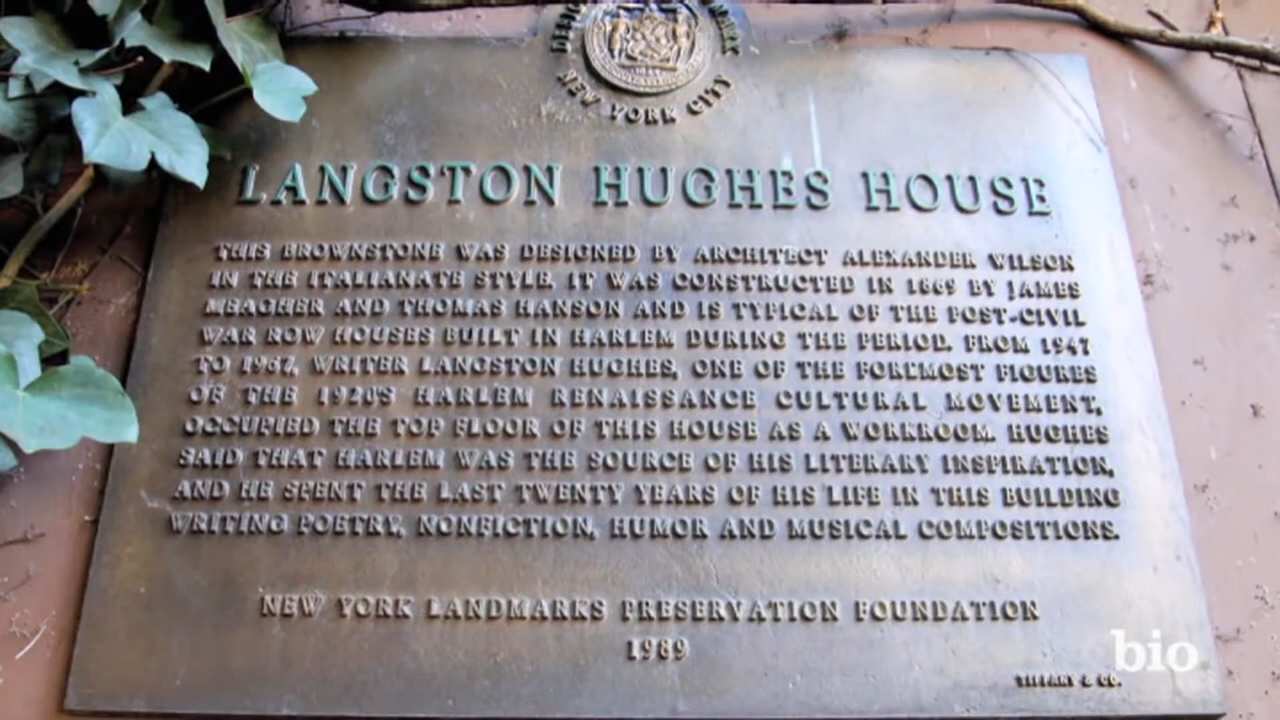 NEW YORK CITY
LANGSTON HUGHES HOUSE
THIS BROWNSTONE WAS DESIGNED BY ARCHITECT ALEXANDER WILSON
IN THE ITALIANATE STYLE. IT WAS CONSTRUCTED IN 1869 BY JAMES
MEAGHER AND THOMAS HANSON AND IS TYPICAL OF THE POST-CIVIL
WAR ROW HOUSES BUILT IN HARLEM DURING THE PERIOD. FROM 1947
TO 1967, WRITER LANGSTON HUGHES, ONE OF THE FOREMOST FIGURES
OF THE 1920'S HARLEM RENAISSANCE CULTURAL MOVEMENT,
OCCUPIED THE TOP FLOOR OF THIS HOUSE AS A WORKROOM. HUGHES
SAID THAT HARLEM WAS THE SOURCE OF HIS LITERARY INSPIRATION,
AND HE SPENT THE LAST TWENTY YEARS OF HIS LIFE IN THIS BUILDING
WRITING POETRY, NONFICTION, HUMOR AND MUSICAL COMPOSITIONS.
NEW YORK LANDMARKS PRESERVATION FOUNDATION
1989
bio
TIFFANY & CO.